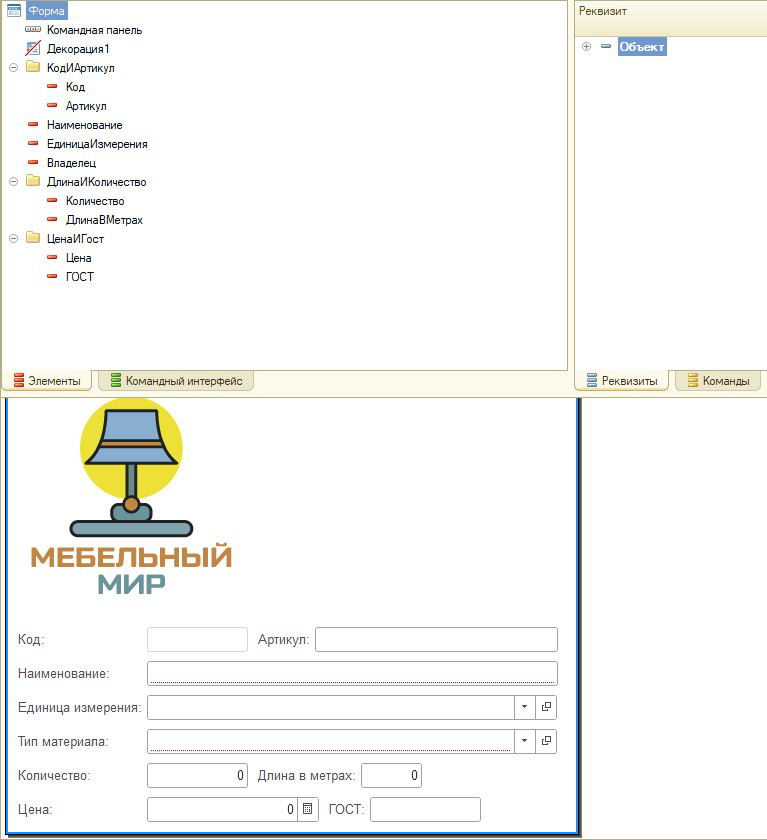 Форма
Командная панель
Декорация1
КодИАртикул
Код
Артикул
Наименование
ЕдиницаИзмерения
Владелец
ДлинаИКоличество
Количество
ДлинаВМетрах
ЦенаИГост
Цена
ГОСТ
Элементы
Командный интерфейс
Реквизит
Объект
Реквизиты
Команды
МЕБЕЛЬНЫЙ
МИР
Код: Артикул:
Наименование:
Единица измерения:
Тип материала:
Количество: 0 Длина в метрах: 0
Цена: 0 ГОСТ: